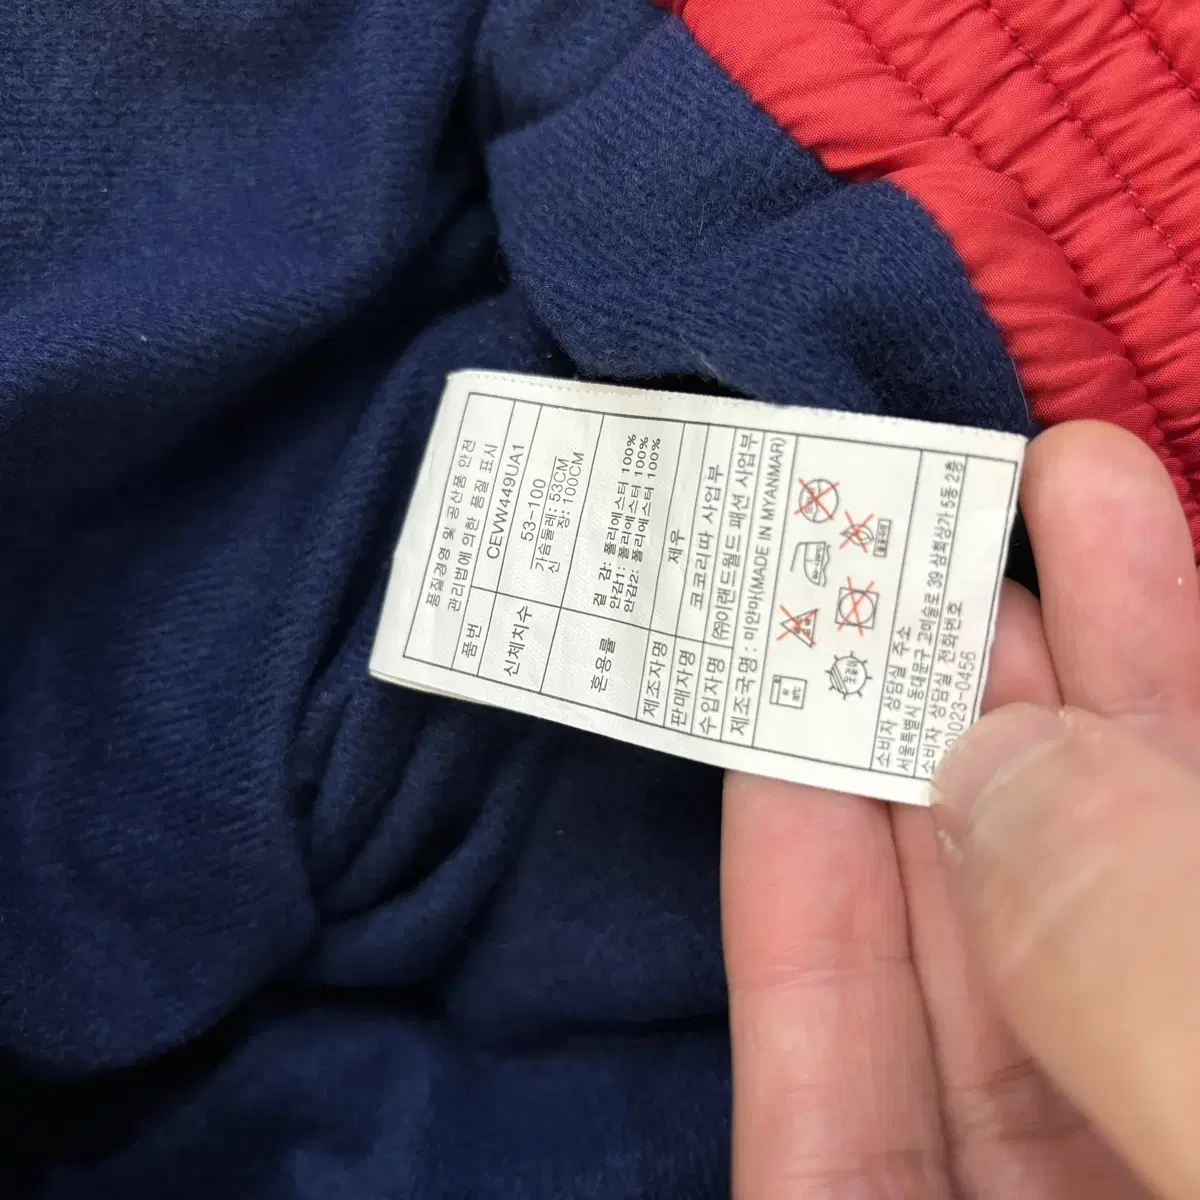 품질경영 및 공산품 안전
관리법에 의한 품질 표시
품번 CEVW449UA1
신체치수 53-100
가슴둘레: 53CM
신 장: 100CM
혼용률 겉 감: 폴리에스터 100%
안감1: 폴리에스터 100%
안감2: 폴리에스터 100%
제조자명 제우
판매자명 코코리따 사업부
수입자명 ㈜이랜드월드 패션 사업부
제조국명 : 미얀마(MADE IN MYANMAR)
소비자 상담실 주소
서울특별시 동대문구 고미술로 39 삼희상가 5동 2층
소비자 상담실 전화번호
)023-0456